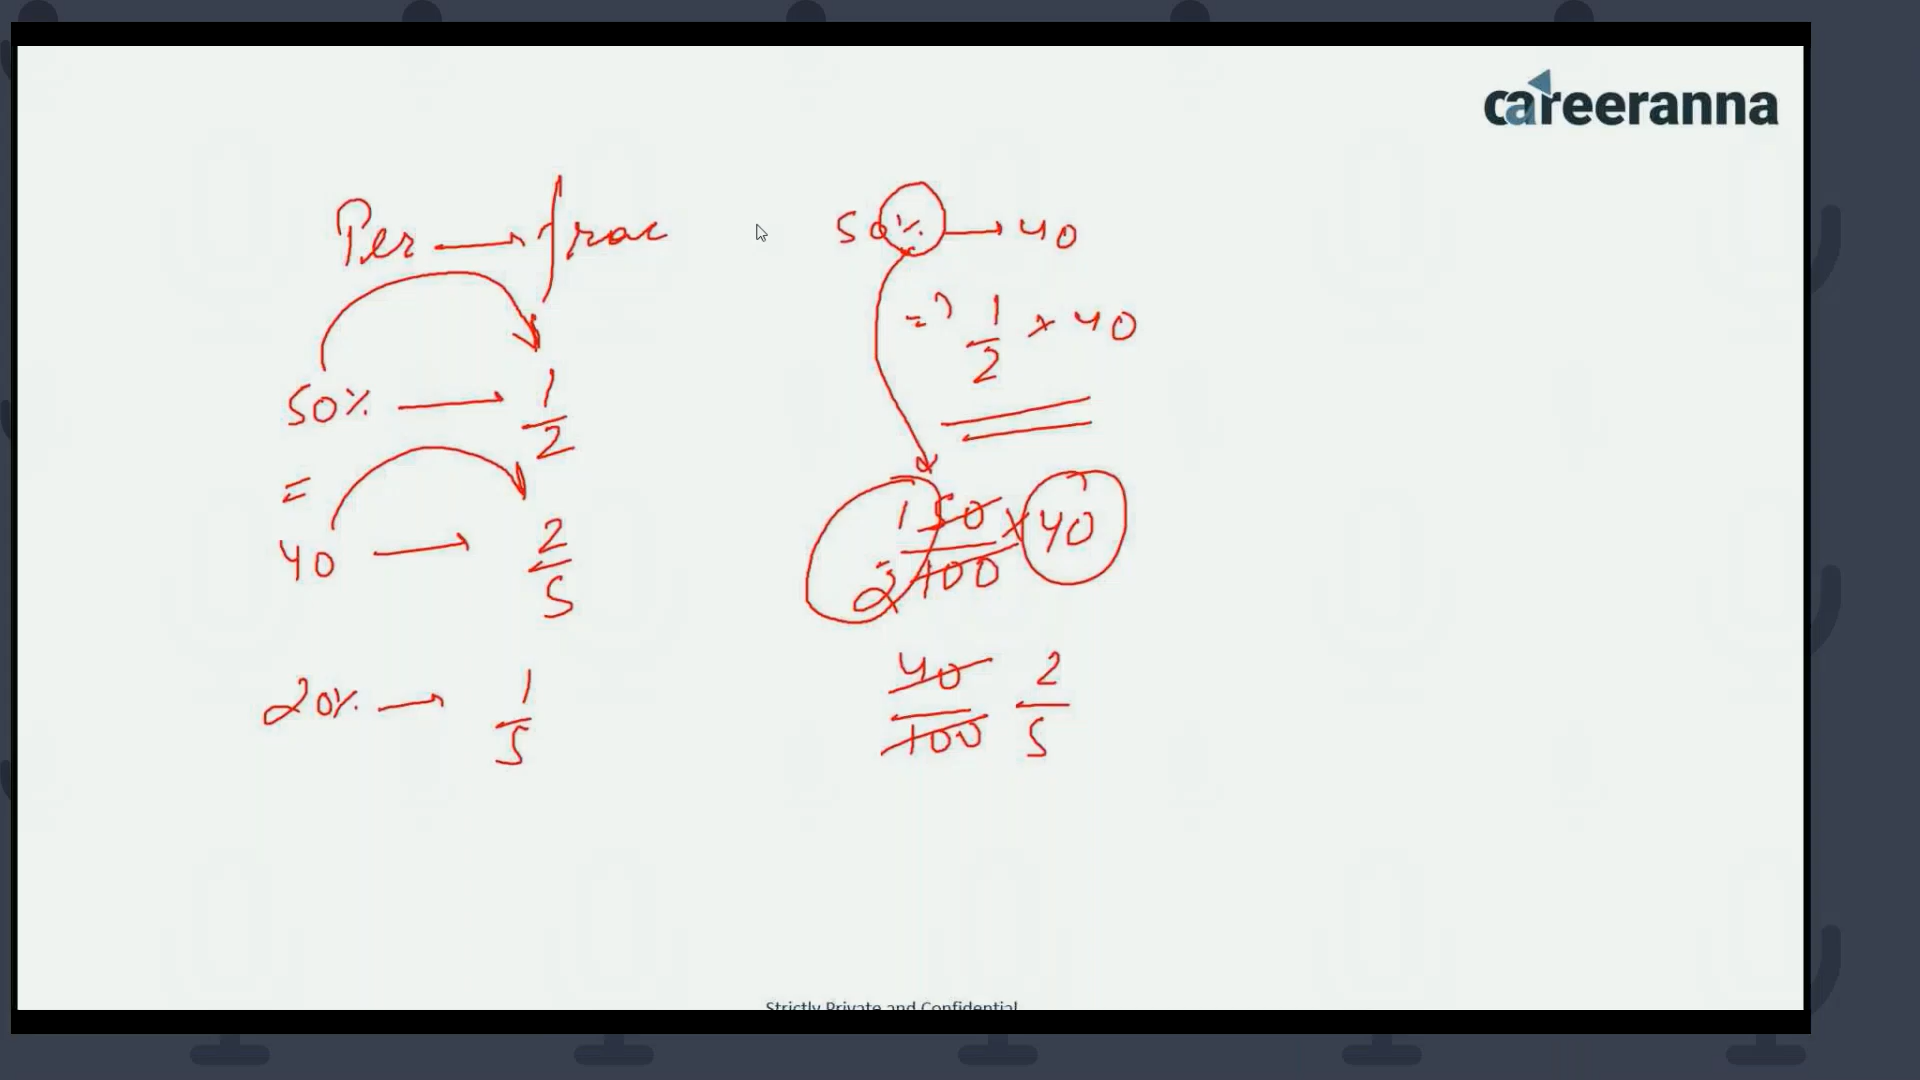 careeranna
Per → frac
50% → 1/2
=
40 → 2/5
20% → 1/5
50% → 40
=> 1/2 × 40
1 50/2 100 × 40
40/100 2/5
Strictly Private and Confidential